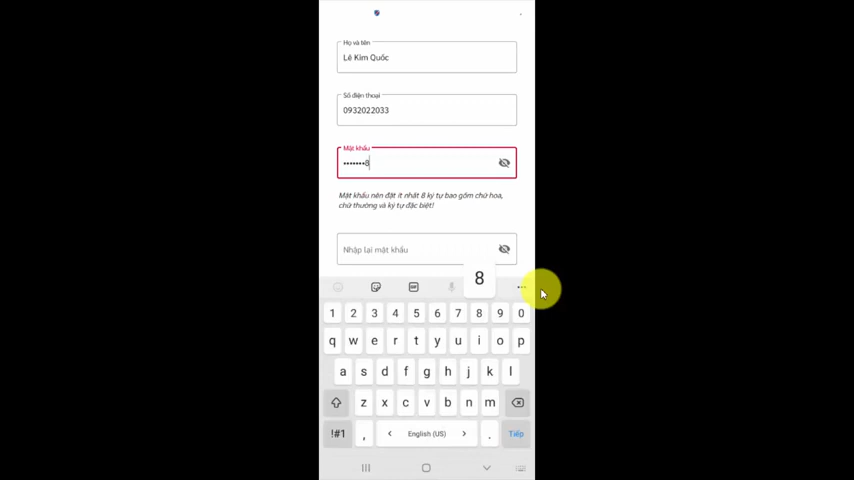 Họ và tên
Lê Kim Quốc
Số điện thoại
0932022033
Mật khẩu
•••••••8
Mật khẩu nên đặt ít nhất 8 ký tự bao gồm chữ hoa,
chữ thường và ký tự đặc biệt!
Nhập lại mật khẩu
8
GIF
1 2 3 4 5 6 7 8 9 0
q w e r t y u i o p
a s d f g h j k l
z x c v b n m
!#1 , < English (US) > . Tiếp